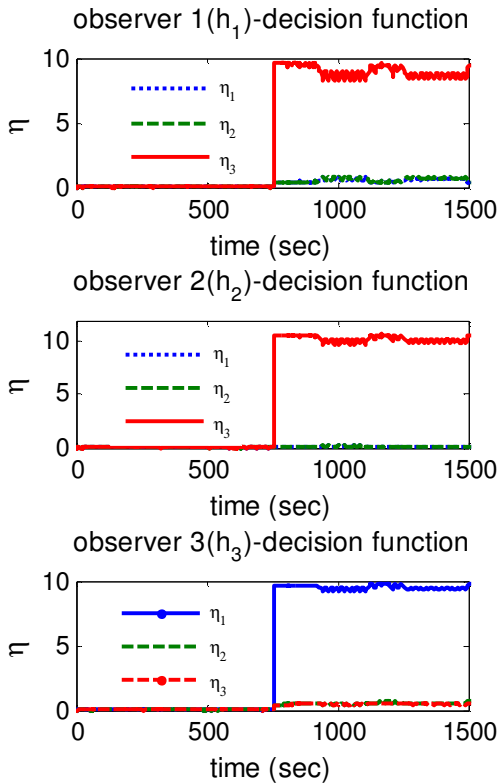 observer 1(h₁)-decision function
10
5
0
η
η₁
η₂
η₃
0 500 1000 1500
time (sec)
observer 2(h₂)-decision function
10
5
0
η
η₁
η₂
η₃
0 500 1000 1500
time (sec)
observer 3(h₃)-decision function
10
5
0
η
η₁
η₂
η₃
0 500 1000 1500
time (sec)